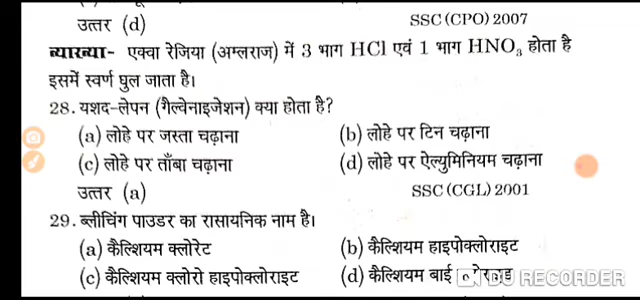 उत्तर (d) SSC (CPO) 2007
व्याख्या- एक्वा रेजिया (अम्लराज) में 3 भाग HCl एवं 1 भाग HNO₃ होता है
इसमें स्वर्ण घुल जाता है।
28. यशद-लेपन (गैल्वेनाइजेशन) क्या होता है?
(a) लोहे पर जस्ता चढ़ाना (b) लोहे पर टिन चढ़ाना
(c) लोहे पर ताँबा चढ़ाना (d) लोहे पर ऐल्युमिनियम चढ़ाना
उत्तर (a) SSC (CGL) 2001
29. ब्लीचिंग पाउडर का रासायनिक नाम है।
(a) कैल्शियम क्लोरेट (b) कैल्शियम हाइपोक्लोराइट
(c) कैल्शियम क्लोरो हाइपोक्लोराइट (d) कैल्शियम बाई
DU RECORDER